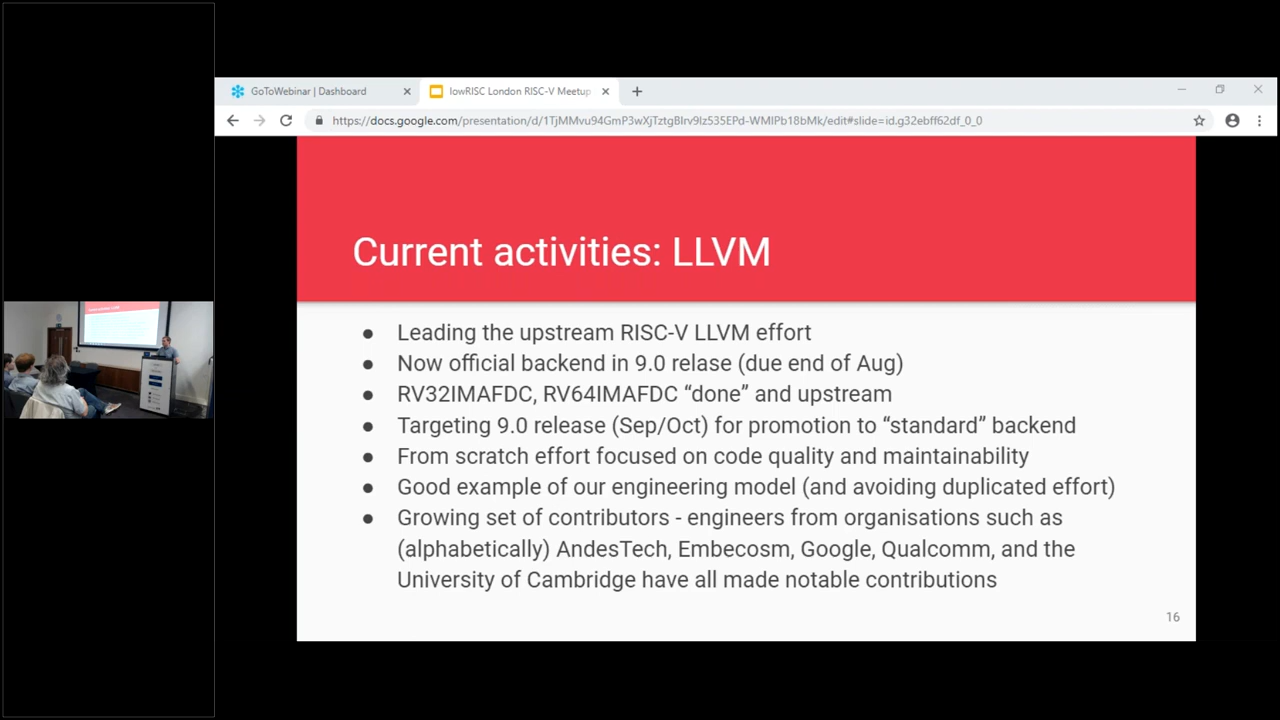 GoToWebinar | Dashboard
lowRISC London RISC-V Meetup
https://docs.google.com/presentation/d/1TjMMvu94GmP3wXjTztgBIrv9Iz535EPd-WMIPb18bMk/edit#slide=id.g32ebff62df_0_0
Current activities: LLVM
● Leading the upstream RISC-V LLVM effort
● Now official backend in 9.0 relase (due end of Aug)
● RV32IMAFDC, RV64IMAFDC “done” and upstream
● Targeting 9.0 release (Sep/Oct) for promotion to “standard” backend
● From scratch effort focused on code quality and maintainability
● Good example of our engineering model (and avoiding duplicated effort)
● Growing set of contributors - engineers from organisations such as
(alphabetically) AndesTech, Embecosm, Google, Qualcomm, and the
University of Cambridge have all made notable contributions
16